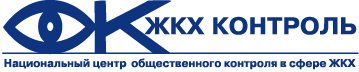 ЖКХ КОНТРОЛЬ
Национальный центр общественного контроля в сфере ЖКХ